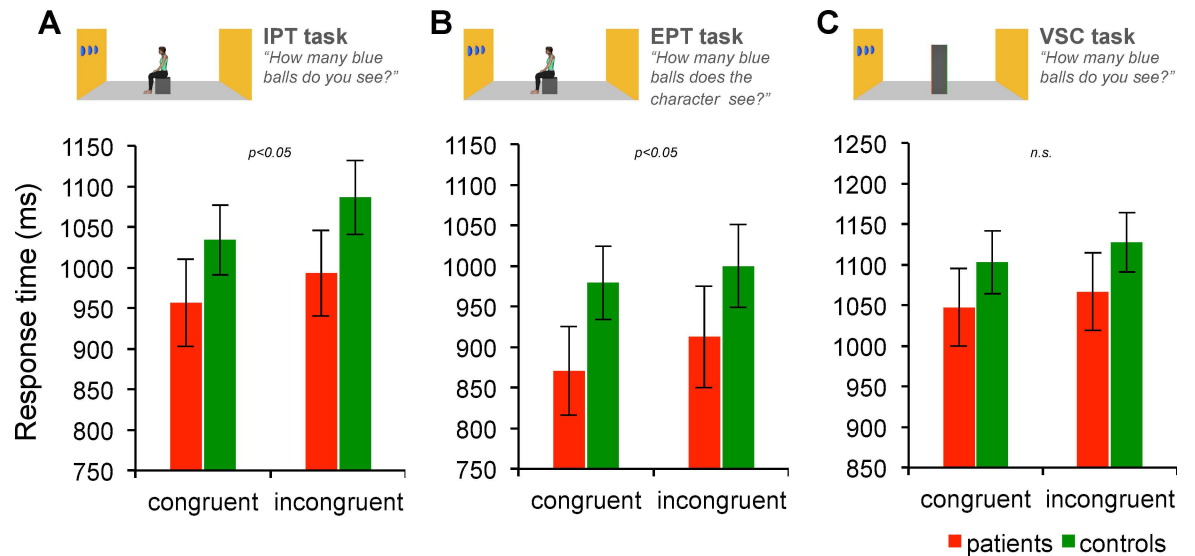 A
IPT task
“How many blue
balls do you see?”
B
EPT task
“How many blue
balls does the
character see?”
C
VSC task
“How many blue
balls do you see?”
Response time (ms)
1150
1100
1050
1000
950
900
850
800
750
p<0.05
congruent incongruent
1150
1100
1050
1000
950
900
850
800
750
p<0.05
congruent incongruent
1250
1200
1150
1100
1050
1000
950
900
850
n.s.
congruent incongruent
patients controls